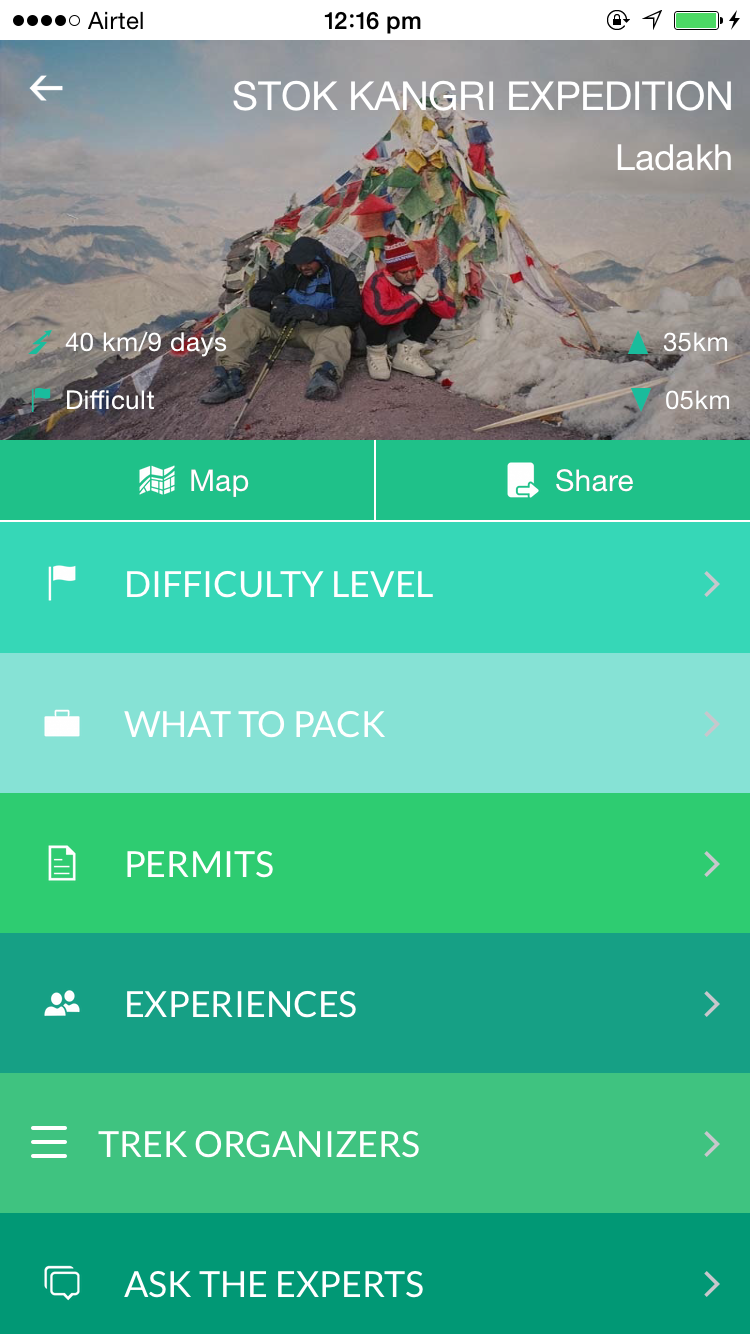 Airtel 12:16 pm
STOK KANGRI EXPEDITION
Ladakh
40 km/9 days 35km
Difficult 05km
Map Share
DIFFICULTY LEVEL
WHAT TO PACK
PERMITS
EXPERIENCES
TREK ORGANIZERS
ASK THE EXPERTS